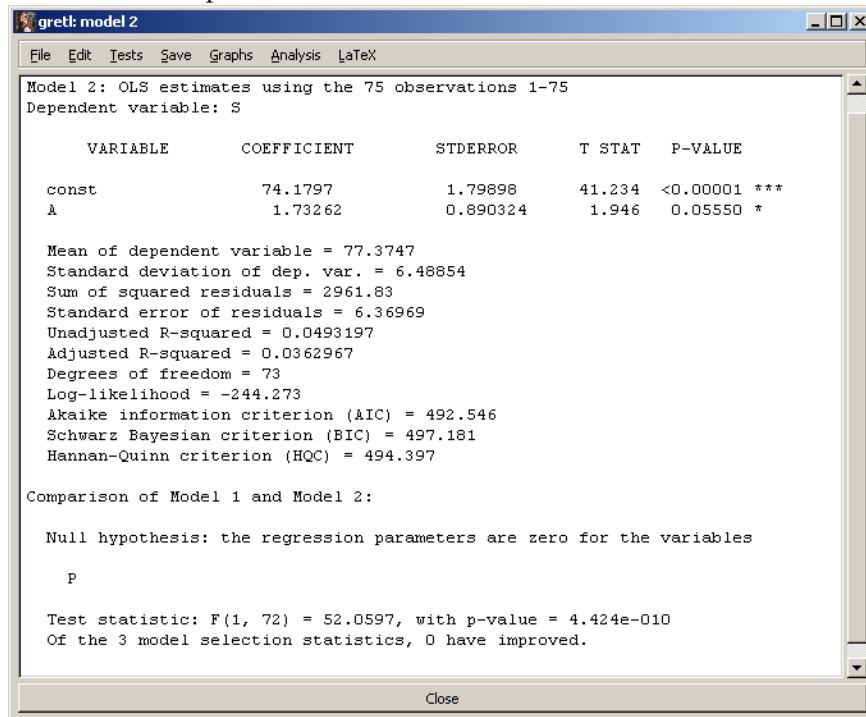 gretl: model 2
File Edit Tests Save Graphs Analysis LaTeX
Model 2: OLS estimates using the 75 observations 1-75
Dependent variable: S
VARIABLE COEFFICIENT STDERROR T STAT P-VALUE
const 74.1797 1.79898 41.234 <0.00001 ***
A 1.73262 0.890324 1.946 0.05550 *
Mean of dependent variable = 77.3747
Standard deviation of dep. var. = 6.48854
Sum of squared residuals = 2961.83
Standard error of residuals = 6.36969
Unadjusted R-squared = 0.0493197
Adjusted R-squared = 0.0362967
Degrees of freedom = 73
Log-likelihood = -244.273
Akaike information criterion (AIC) = 492.546
Schwarz Bayesian criterion (BIC) = 497.181
Hannan-Quinn criterion (HQC) = 494.397
Comparison of Model 1 and Model 2:
Null hypothesis: the regression parameters are zero for the variables
P
Test statistic: F(1, 72) = 52.0597, with p-value = 4.424e-010
Of the 3 model selection statistics, 0 have improved.
Close